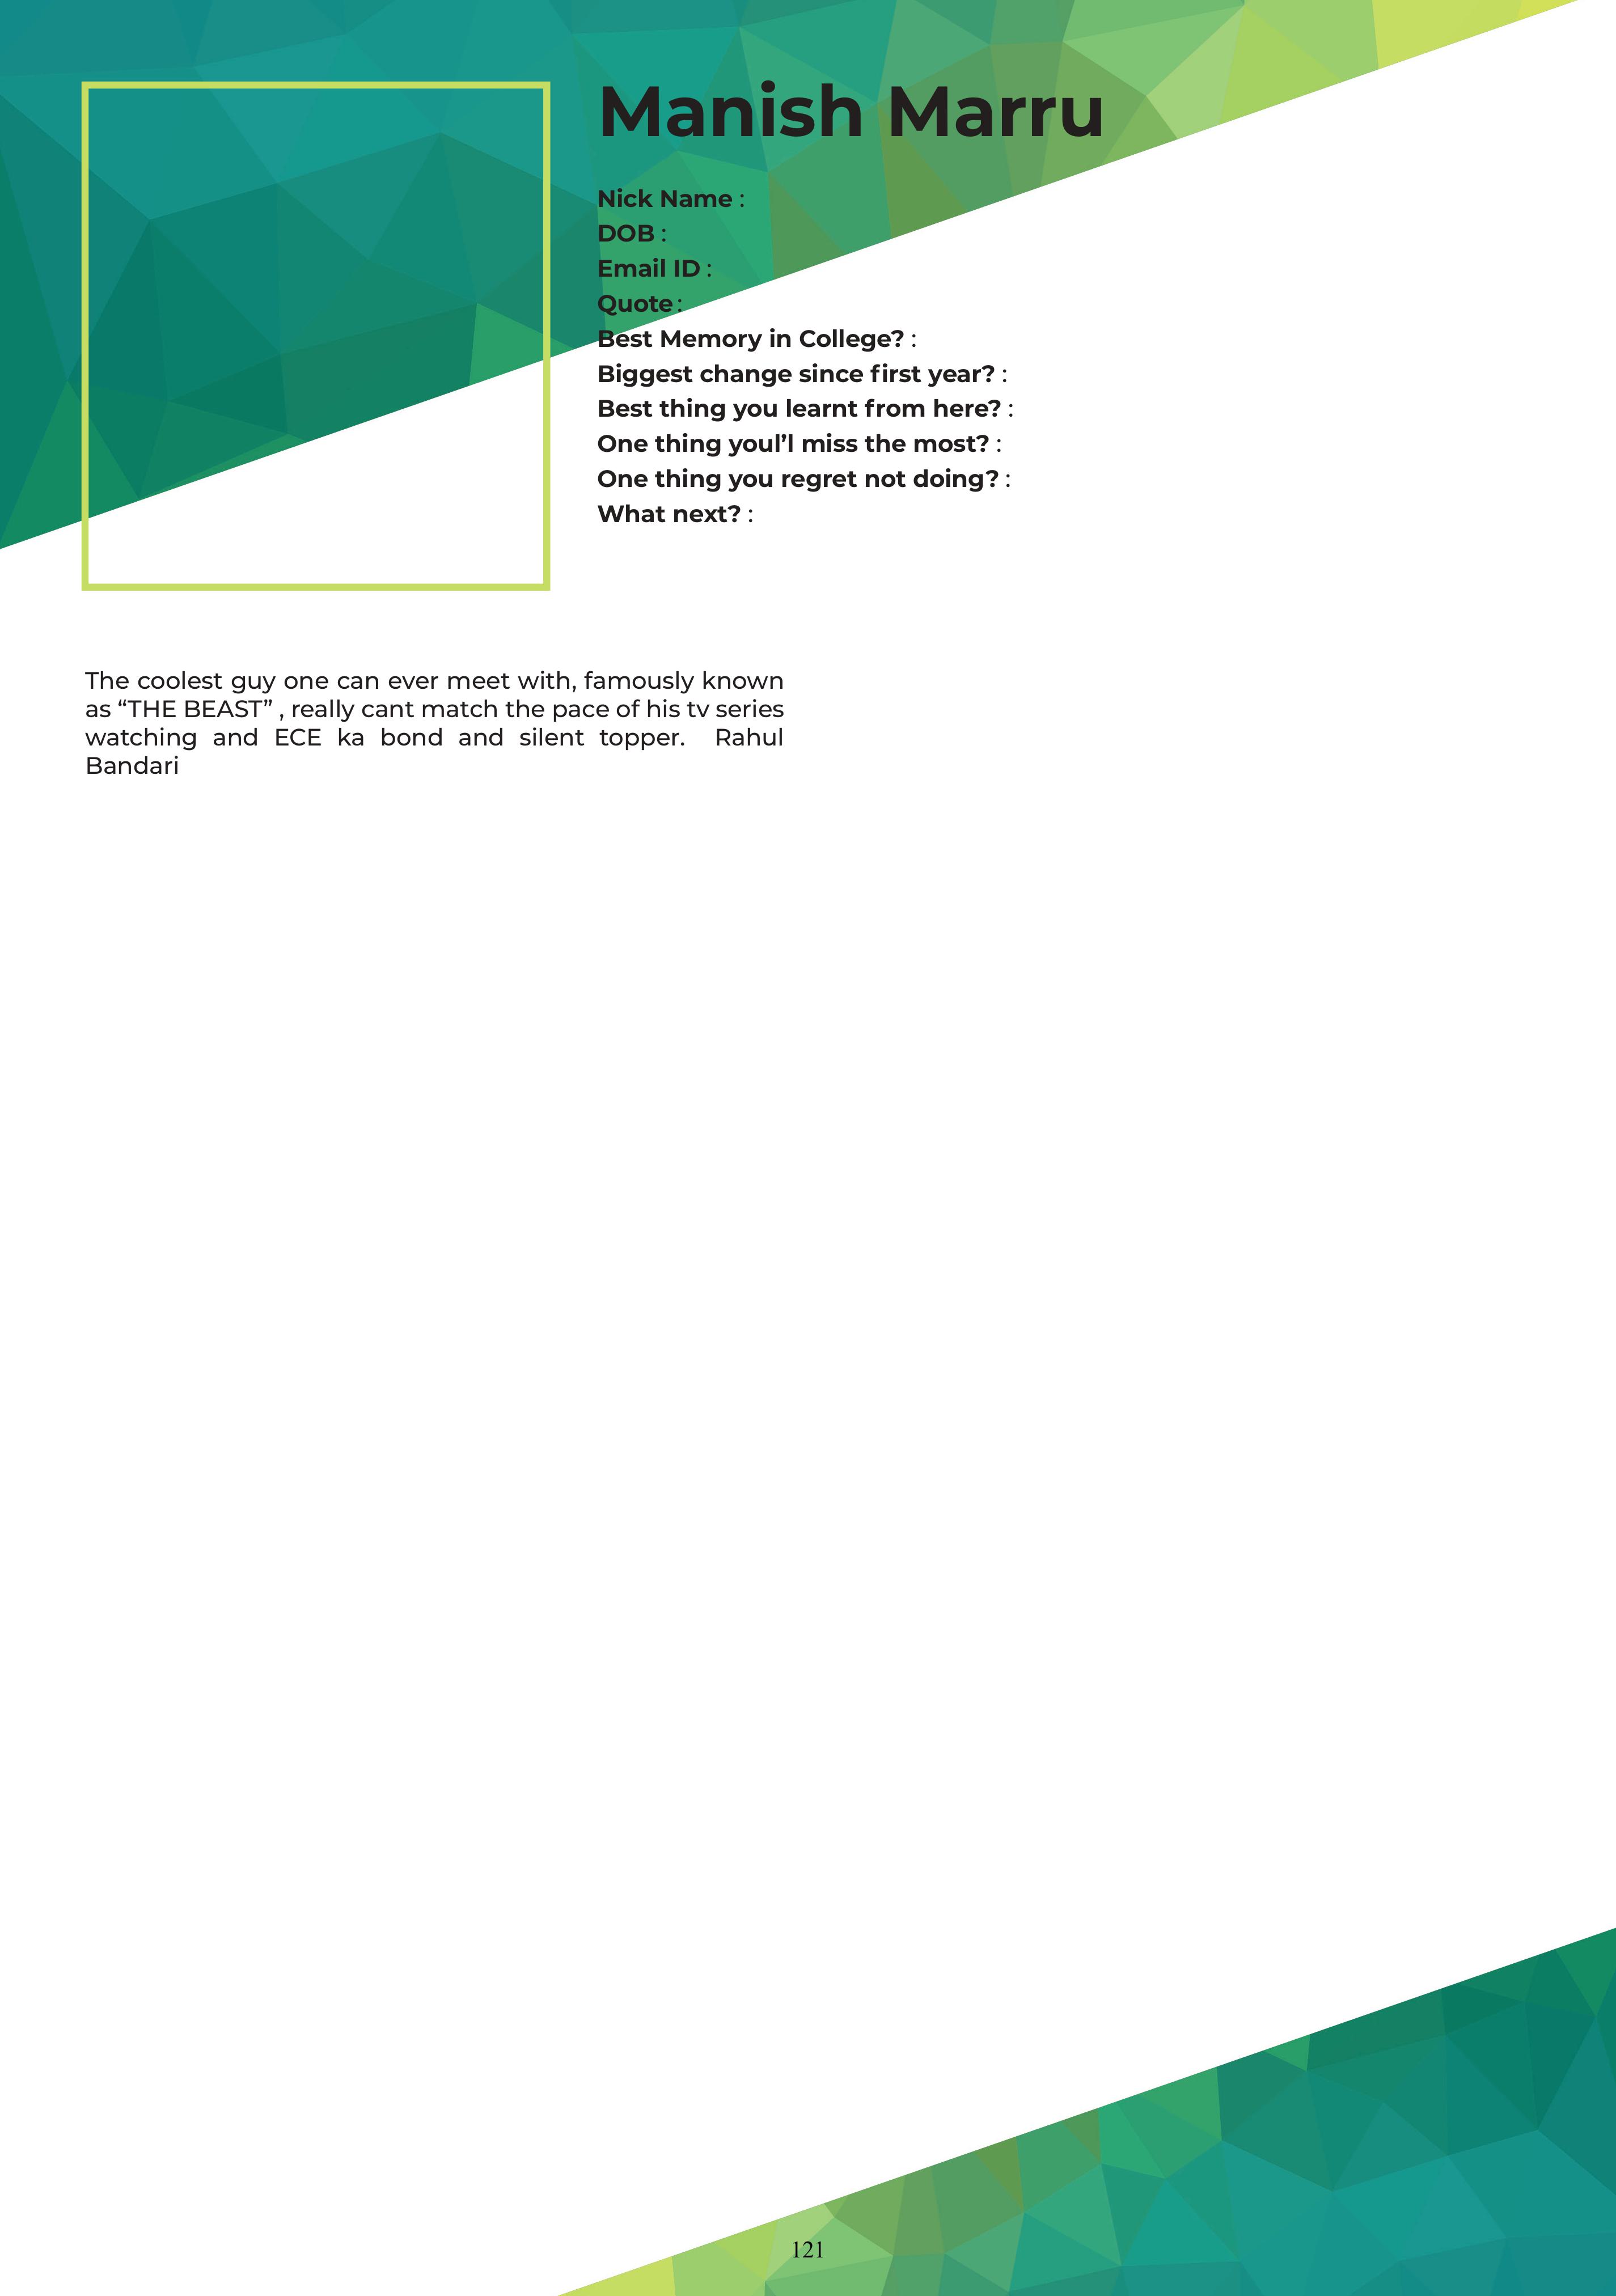 Manish Marru
Nick Name :
DOB :
Email ID :
Quote :
Best Memory in College? :
Biggest change since first year? :
Best thing you learnt from here? :
One thing youl’l miss the most? :
One thing you regret not doing? :
What next? :
The coolest guy one can ever meet with, famously known
as “THE BEAST” , really cant match the pace of his tv series
watching and ECE ka bond and silent topper. Rahul
Bandari
121